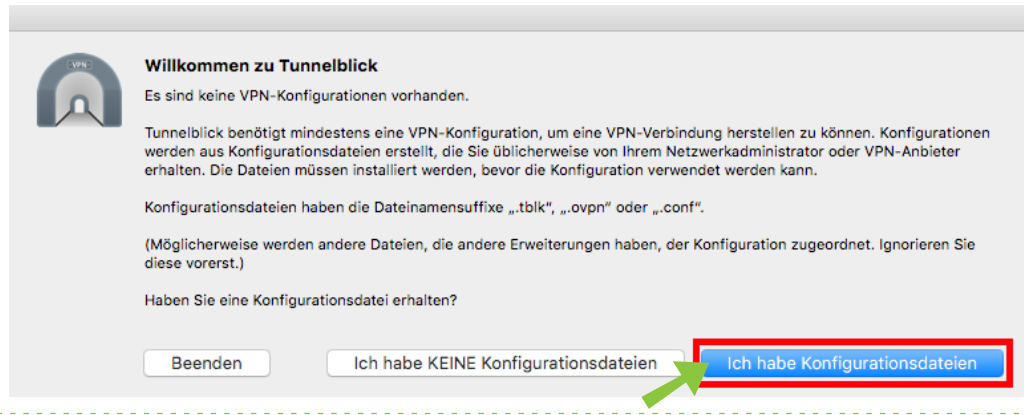 VPN
Willkommen zu Tunnelblick
Es sind keine VPN-Konfigurationen vorhanden.
Tunnelblick benötigt mindestens eine VPN-Konfiguration, um eine VPN-Verbindung herstellen zu können. Konfigurationen
werden aus Konfigurationsdateien erstellt, die Sie üblicherweise von Ihrem Netzwerkadministrator oder VPN-Anbieter
erhalten. Die Dateien müssen installiert werden, bevor die Konfiguration verwendet werden kann.
Konfigurationsdateien haben die Dateinamensuffixe „.tblk“, „.ovpn“ oder „.conf“.
(Möglicherweise werden andere Dateien, die andere Erweiterungen haben, der Konfiguration zugeordnet. Ignorieren Sie
diese vorerst.)
Haben Sie eine Konfigurationsdatei erhalten?
Beenden
Ich habe KEINE Konfigurationsdateien
Ich habe Konfigurationsdateien